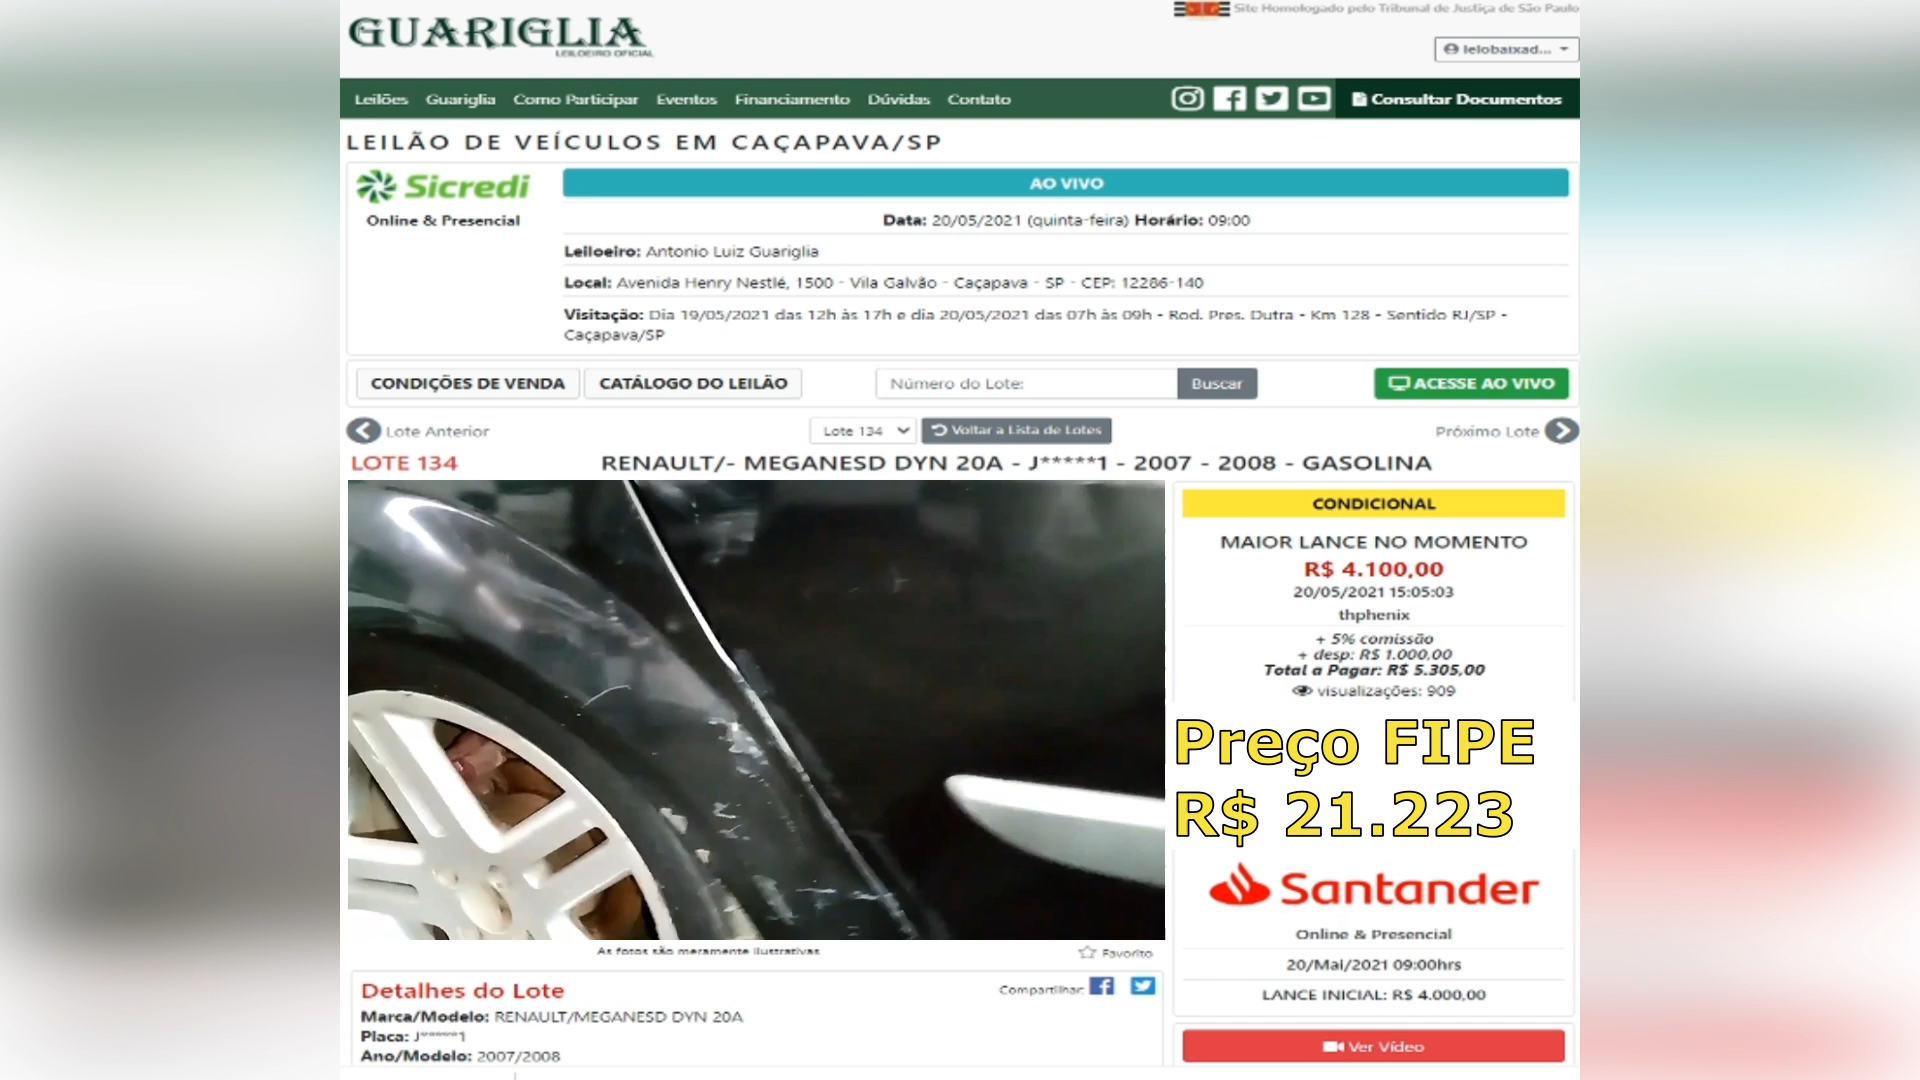 GUARIGLIA
LEILOEIRO OFICIAL
Site Homologado pelo Tribunal de Justiça de São Paulo
lelobaixad...
Leilões Guariglia Como Participar Eventos Financiamento Dúvidas Contato
Consultar Documentos
LEILÃO DE VEÍCULOS EM CAÇAPAVA/SP
Sicredi
Online & Presencial
AO VIVO
Data: 20/05/2021 (quinta-feira) Horário: 09:00
Leiloeiro: Antonio Luiz Guariglia
Local: Avenida Henry Nestlé, 1500 - Vila Galvão - Caçapava - SP - CEP: 12286-140
Visitação: Dia 19/05/2021 das 12h às 17h e dia 20/05/2021 das 07h às 09h - Rod. Pres. Dutra - Km 128 - Sentido RJ/SP -
Caçapava/SP
CONDIÇÕES DE VENDA CATÁLOGO DO LEILÃO Número do Lote: Buscar ACESSE AO VIVO
Lote Anterior Lote 134 Voltar a Lista de Lotes Próximo Lote
LOTE 134 RENAULT/- MEGANESD DYN 20A - J*****1 - 2007 - 2008 - GASOLINA
CONDICIONAL
MAIOR LANCE NO MOMENTO
R$ 4.100,00
20/05/2021 15:05:03
thphenix
+ 5% comissão
+ desp: R$ 1.000,00
Total a Pagar: R$ 5.305,00
visualizações: 909
Preço FIPE
R$ 21.223
Santander
Online & Presencial
20/Mai/2021 09:00hrs
LANCE INICIAL: R$ 4.000,00
Ver Vídeo
As fotos são meramente ilustrativas
Favorito
Detalhes do Lote
Compartilhar:
Marca/Modelo: RENAULT/MEGANESD DYN 20A
Placa: J*****1
Ano/Modelo: 2007/2008